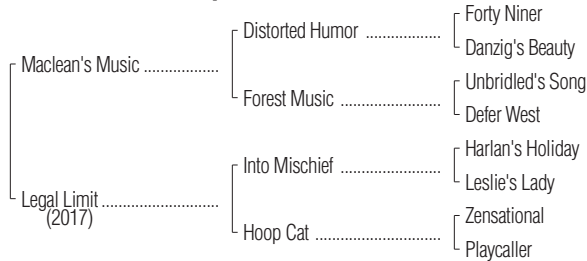 Forty Niner
Distorted Humor ..................
Danzig's Beauty
Maclean's Music ..................
Unbridled's Song
Forest Music ......................
Defer West
Harlan's Holiday
Into Mischief ......................
Leslie's Lady
Legal Limit ...........................
(2017)
Zensational
Hoop Cat ............................
Playcaller